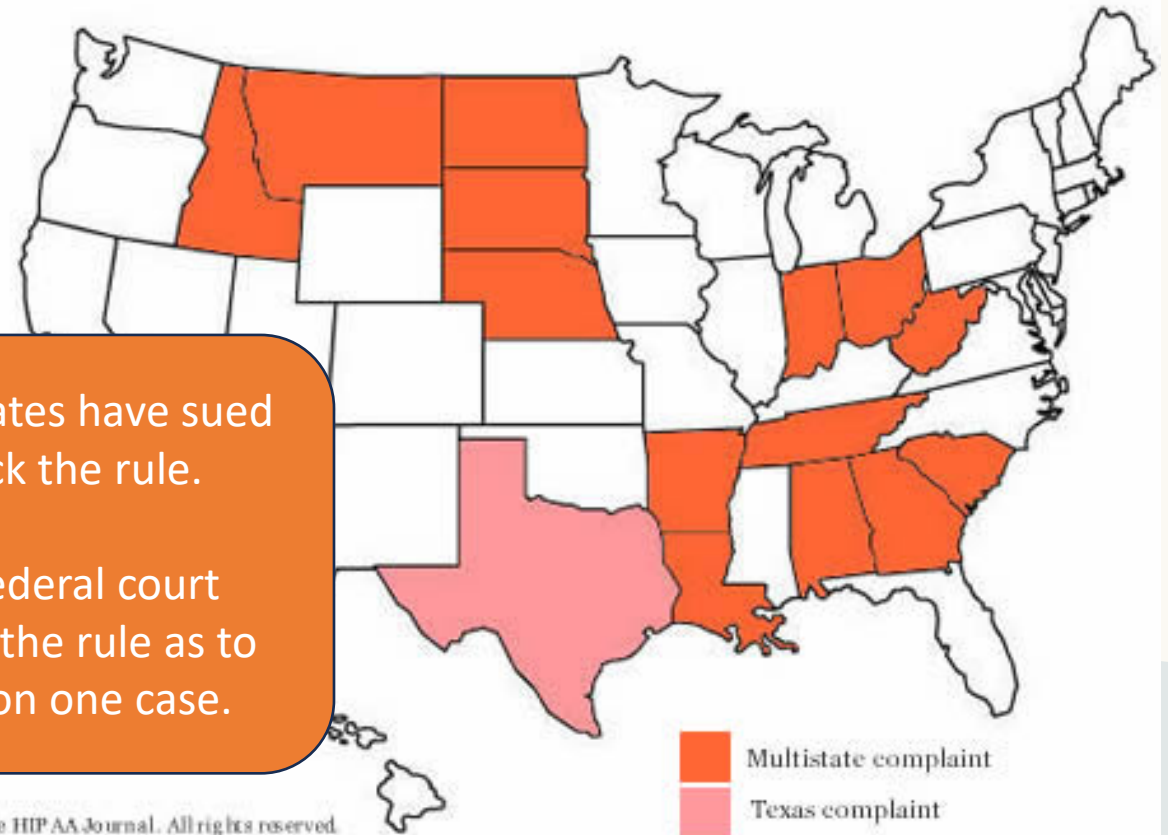 ates have sued
ck the rule.
ederal court
the rule as to
on one case.
Multistate complaint
Texas complaint
e HIPAA Journal. All rights reserved.